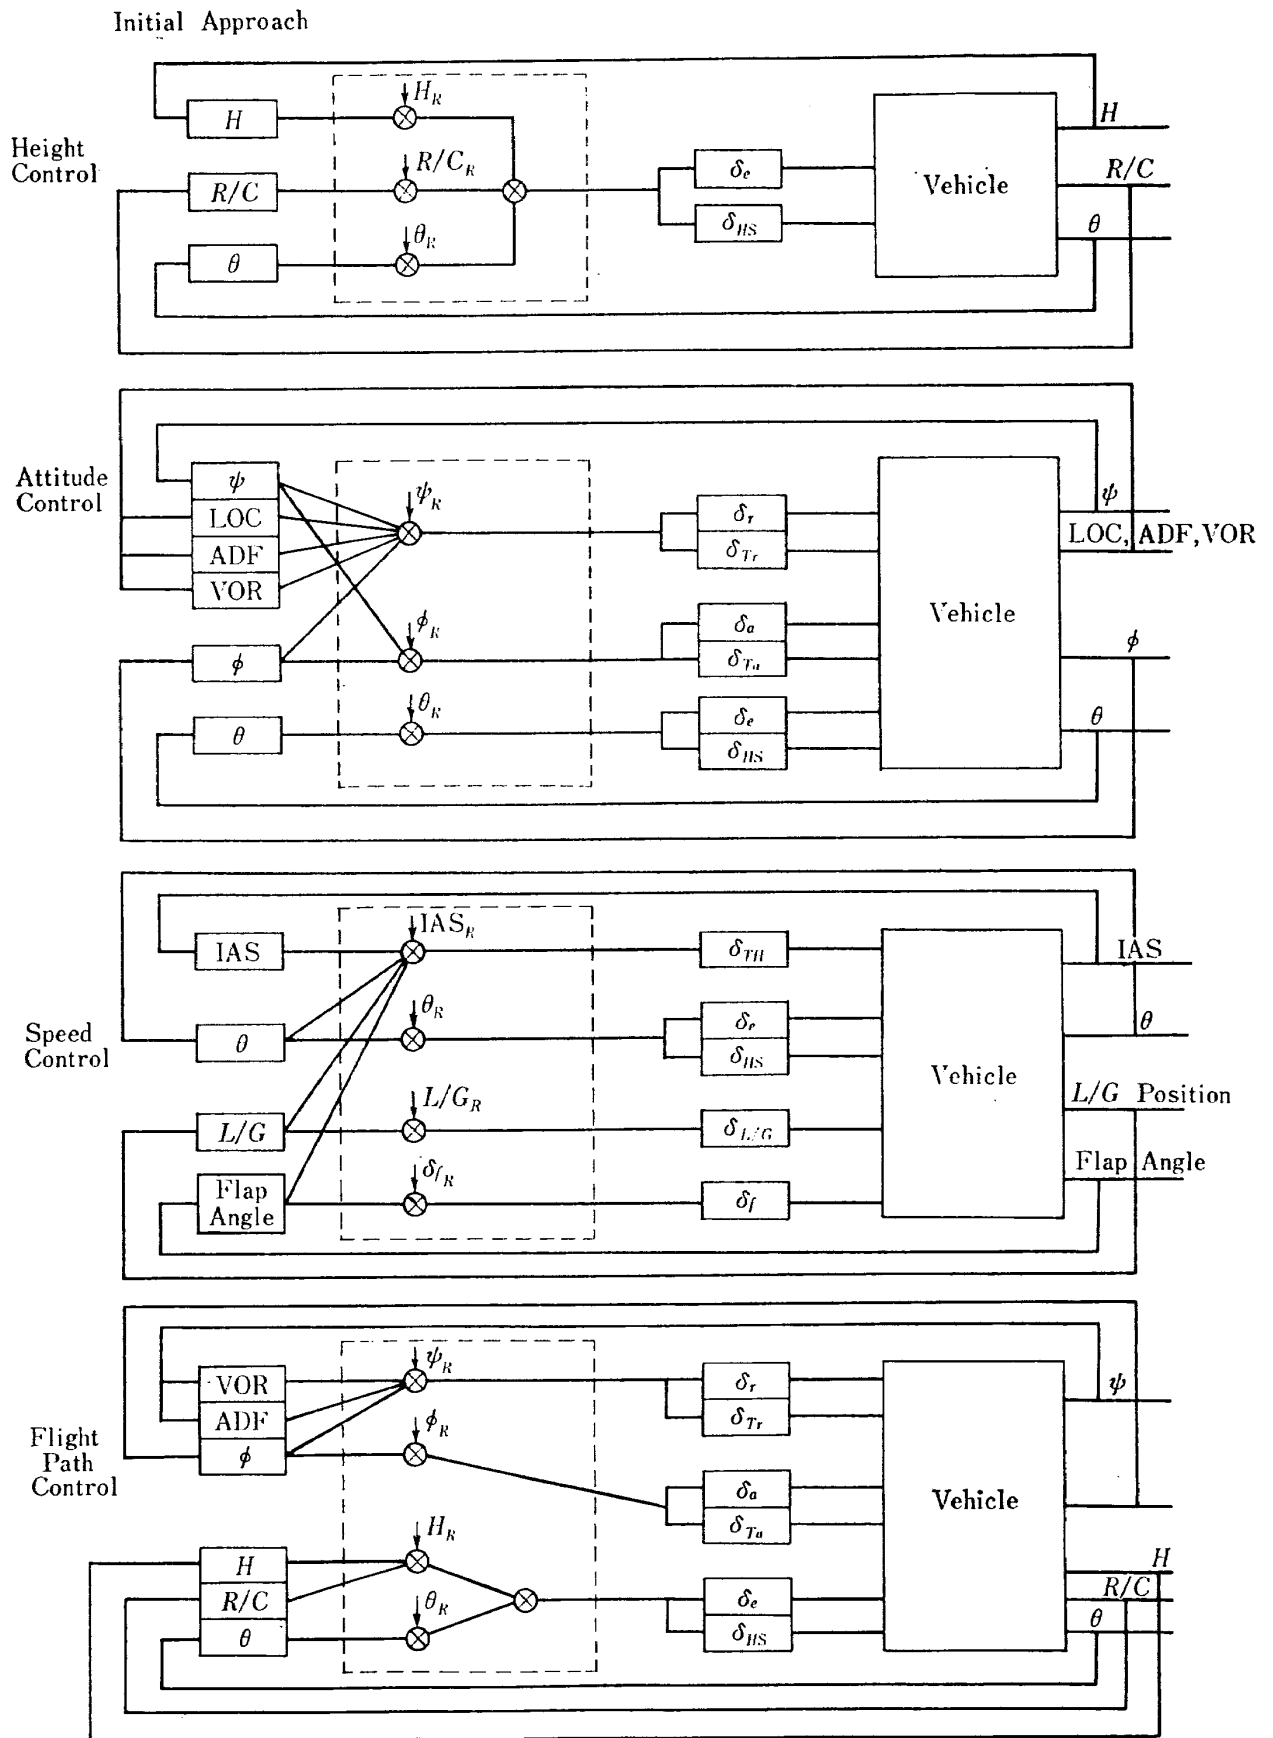 Initial Approach
Height
Control
H
R/C
θ
H_R
R/C_R
θ_R
δ_e
δ_HS
Vehicle
H
R/C
θ
Attitude
Control
ψ
LOC
ADF
VOR
ϕ
θ
ψ_R
ϕ_R
θ_R
δ_r
δ_Tr
δ_a
δ_Ta
δ_e
δ_HS
Vehicle
ψ
LOC, ADF, VOR
ϕ
θ
Speed
Control
IAS
θ
L/G
Flap
Angle
IAS_R
θ_R
L/G_R
δ_fR
δ_TH
δ_e
δ_HS
δ_L/G
δ_f
Vehicle
IAS
θ
L/G Position
Flap Angle
Flight
Path
Control
VOR
ADF
ϕ
H
R/C
θ
ψ_R
ϕ_R
H_R
θ_R
δ_r
δ_Tr
δ_a
δ_Ta
δ_e
δ_HS
Vehicle
ψ
H
R/C
θ